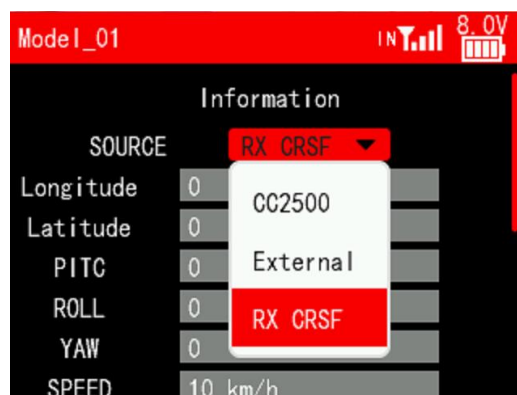 Model_01 IN 8.0V
Information
SOURCE RX CRSF
Longitude 0
Latitude 0
CC2500
PITC 0
External
ROLL 0
RX CRSF
YAW 0
SPEED 10 km/h